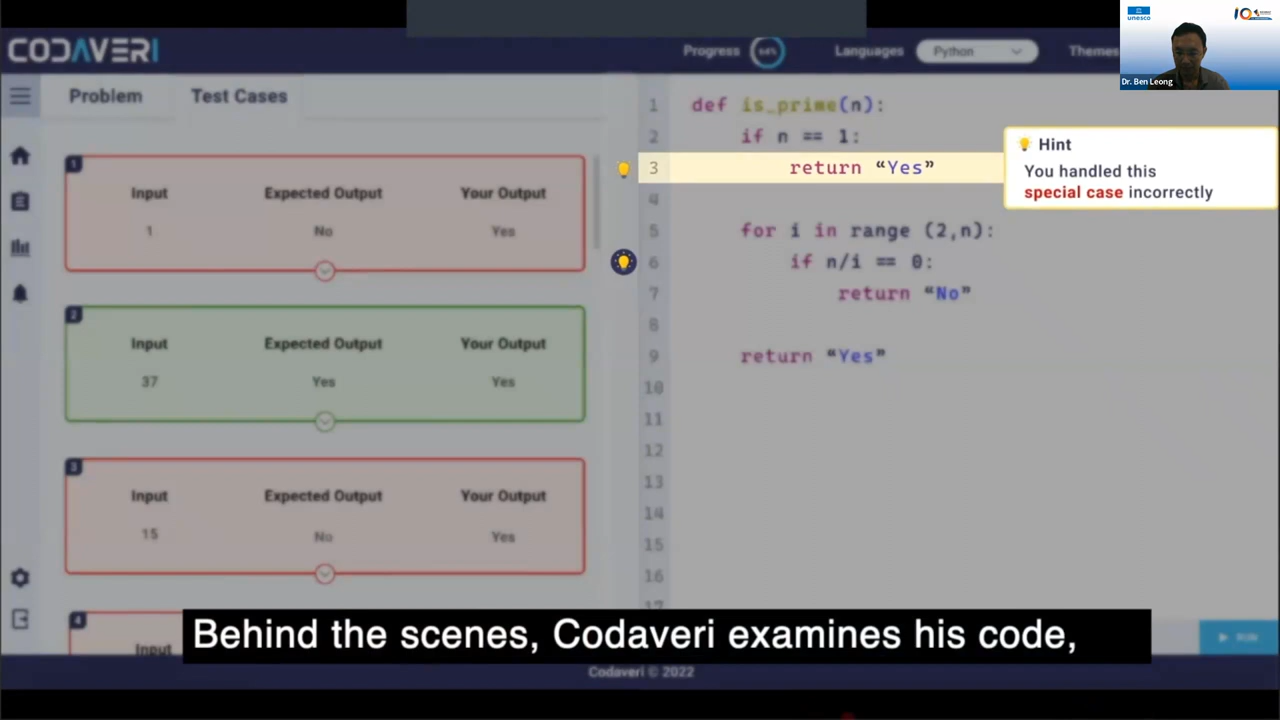 CODAVERI
Progress 64% Languages Python Themes
unesco
Dr. Ben Leong
Problem Test Cases
1
Input Expected Output Your Output
1 No Yes
2
Input Expected Output Your Output
37 Yes Yes
3
Input Expected Output Your Output
15 No Yes
4
Input
1 def is_prime(n):
2 if n == 1:
3 return “Yes”
4
5 for i in range (2,n):
6 if n/i == 0:
7 return “No”
8
9 return “Yes”
10
11
12
13
14
15
16
17
Hint
You handled this
special case incorrectly
RUN
Behind the scenes, Codaveri examines his code,
Codaveri © 2022